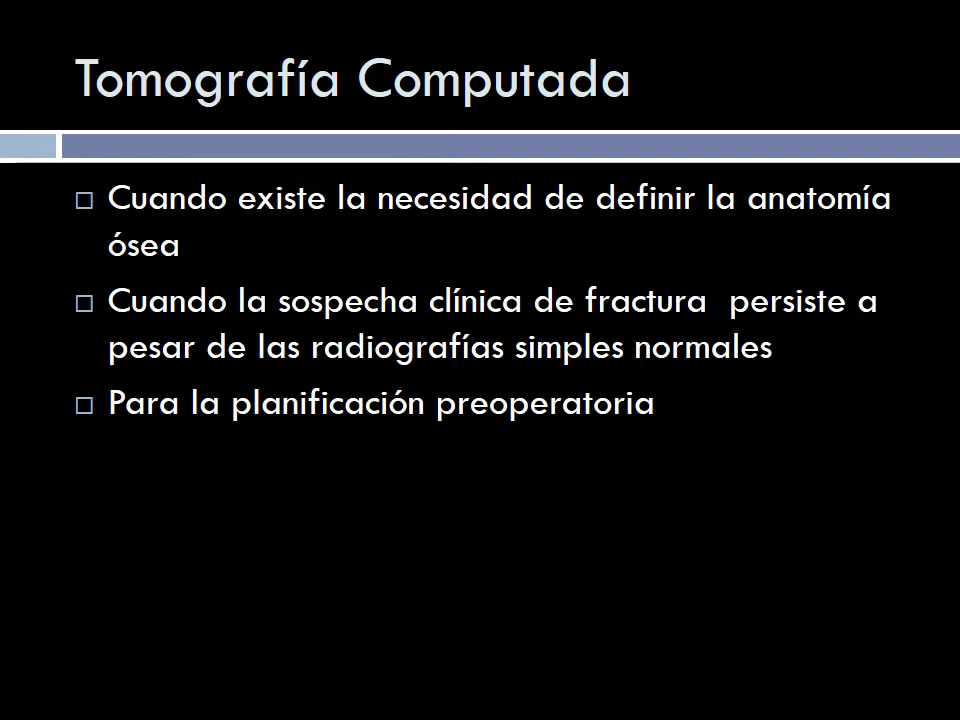 Tomografía Computada
Cuando existe la necesidad de definir la anatomía
ósea
Cuando la sospecha clínica de fractura  persiste a
pesar de las radiografías simples normales
Para la planificación preoperatoria